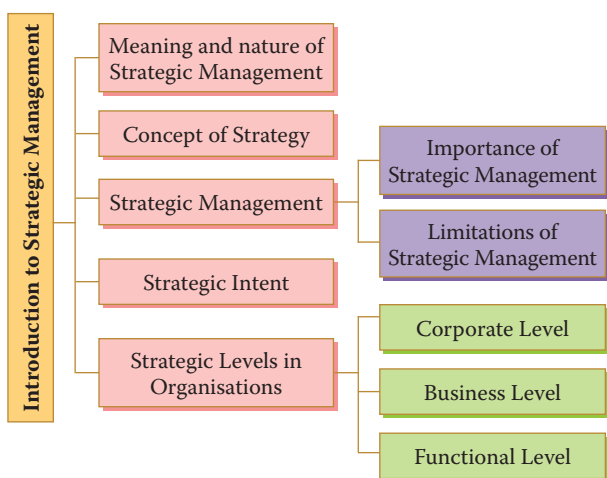 Introduction to Strategic Management
Meaning and nature of
Strategic Management
Concept of Strategy
Strategic Management
Importance of
Strategic Management
Limitations of
Strategic Management
Strategic Intent
Strategic Levels in
Organisations
Corporate Level
Business Level
Functional Level